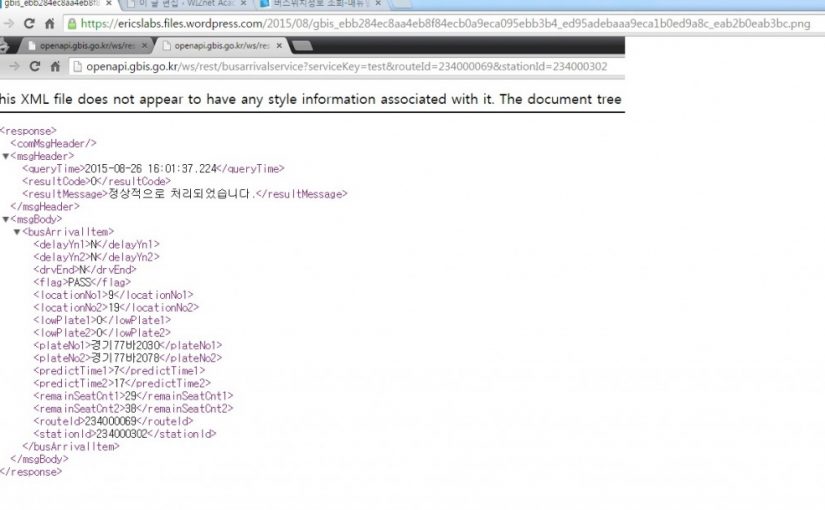 gbis_ebb284ec8aa4eb8f8
이 글 편집 ‹ WIZnet Aca
버스위치정보 조회-매뉴얼
https://ericslabs.files.wordpress.com/2015/08/gbis_ebb284ec8aa4eb8f84ecb0a9eca095ebb3b4_ed95adebaaa9eca1b0ed9a8c_eab2b0eab3bc.png
openapi.gbis.go.kr/ws/res
openapi.gbis.go.kr/ws/res
openapi.gbis.go.kr/ws/rest/busarrivalservice?serviceKey=test&routeId=234000069&stationId=234000302
his XML file does not appear to have any style information associated with it. The document tree
<response>
<comMsgHeader/>
▼<msgHeader>
<queryTime>2015-08-26 16:01:37.224</queryTime>
<resultCode>0</resultCode>
<resultMessage>정상적으로 처리되었습니다.</resultMessage>
</msgHeader>
▼<msgBody>
▼<busArrivalItem>
<delayYn1>N</delayYn1>
<delayYn2>N</delayYn2>
<drvEnd>N</drvEnd>
<flag>PASS</flag>
<locationNo1>9</locationNo1>
<locationNo2>19</locationNo2>
<lowPlate1>0</lowPlate1>
<lowPlate2>0</lowPlate2>
<plateNo1>경기77바2030</plateNo1>
<plateNo2>경기77바2078</plateNo2>
<predictTime1>7</predictTime1>
<predictTime2>17</predictTime2>
<remainSeatCnt1>29</remainSeatCnt1>
<remainSeatCnt2>38</remainSeatCnt2>
<routeId>234000069</routeId>
<stationId>234000302</stationId>
</busArrivalItem>
</msgBody>
</response>